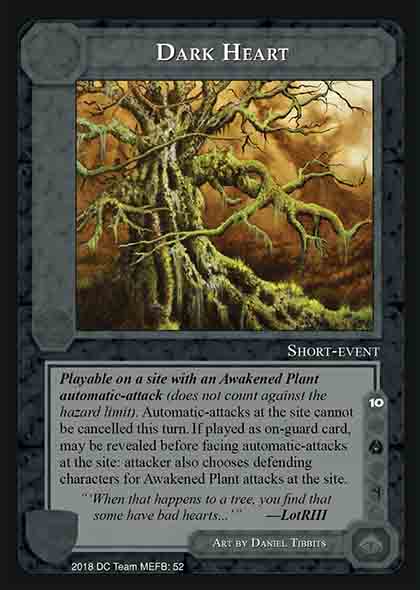 Dark Heart
Short-event
Playable on a site with an Awakened Plant
automatic-attack (does not count against the
hazard limit). Automatic-attacks at the site cannot
be cancelled this turn. If played as on-guard card,
may be revealed before facing automatic-attacks
at the site: attacker also chooses defending
characters for Awakened Plant attacks at the site.
“‘When that happens to a tree, you find that
some have bad hearts...’” —LotRIII
10
Art by Daniel Tibbits
2018 DC Team MEFB: 52